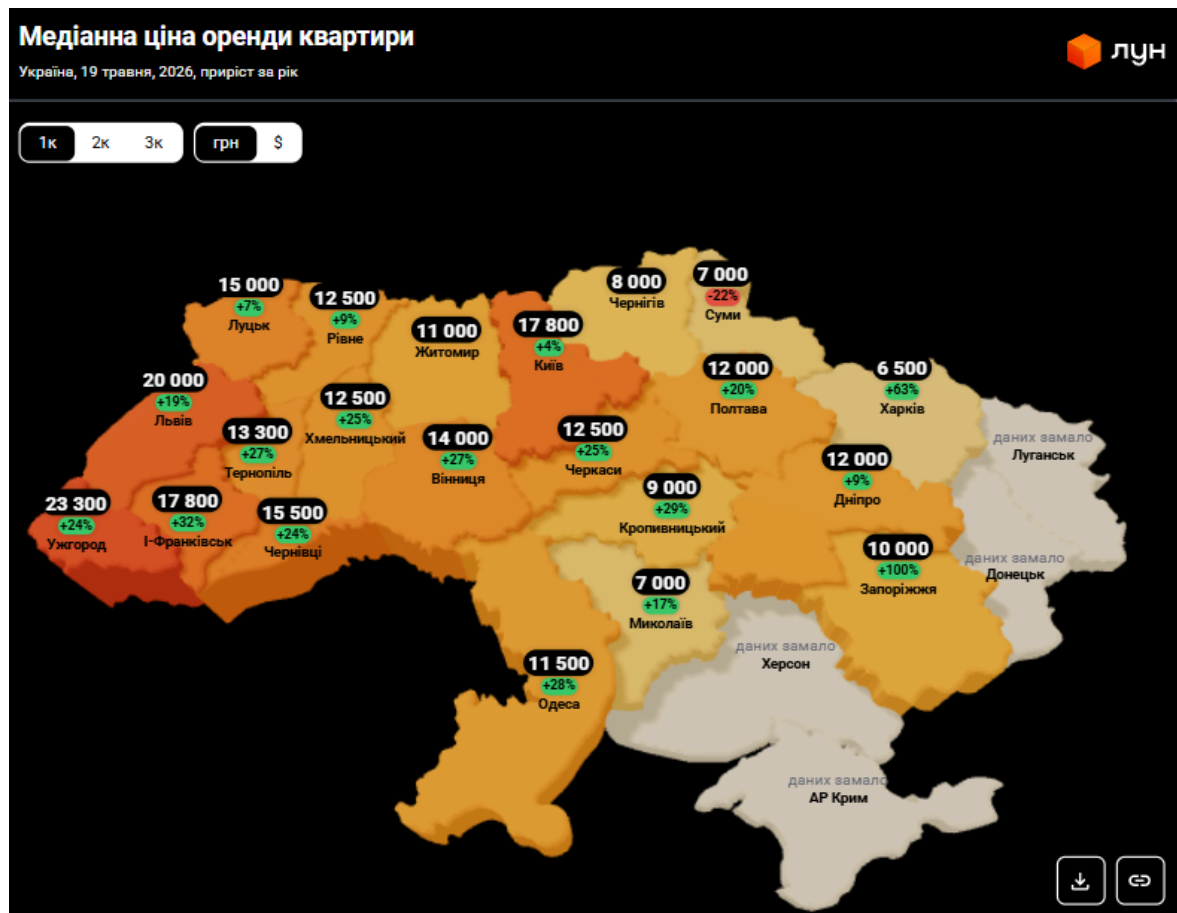 Медіанна ціна оренди квартири
Україна, 19 травня, 2026, приріст за рік
лун
1к 2к 3к грн $
15 000
+7%
Луцьк
12 500
+9%
Рівне
11 000
Житомир
17 800
+4%
Київ
8 000
Чернігів
7 000
-22%
Суми
20 000
+19%
Львів
13 300
+27%
Тернопіль
12 500
+25%
Хмельницький
14 000
+27%
Вінниця
12 500
+25%
Черкаси
12 000
+20%
Полтава
6 500
+63%
Харків
даних замало
Луганськ
23 300
+24%
Ужгород
17 800
+32%
І-Франківськ
15 500
+24%
Чернівці
9 000
+29%
Кропивницький
12 000
+9%
Дніпро
10 000
+100%
Запоріжжя
даних замало
Донецьк
7 000
+17%
Миколаїв
11 500
+28%
Одеса
даних замало
Херсон
даних замало
АР Крим